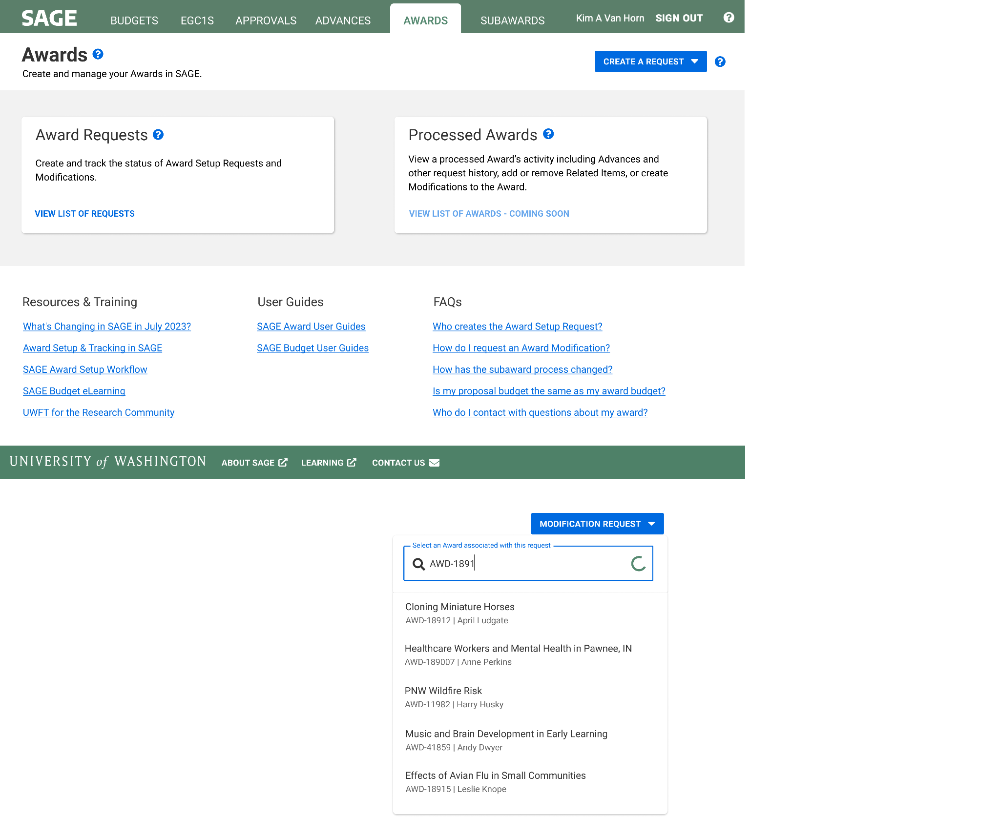 SAGE BUDGETS EGC1S APPROVALS ADVANCES AWARDS SUBAWARDS Kim A Van Horn SIGN OUT ?
Awards ?
Create and manage your Awards in SAGE.
CREATE A REQUEST ?
Award Requests ?
Create and track the status of Award Setup Requests and
Modifications.
VIEW LIST OF REQUESTS
Processed Awards ?
View a processed Award’s activity including Advances and
other request history, add or remove Related Items, or create
Modifications to the Award.
VIEW LIST OF AWARDS - COMING SOON
Resources & Training
What's Changing in SAGE in July 2023?
Award Setup & Tracking in SAGE
SAGE Award Setup Workflow
SAGE Budget eLearning
UWFT for the Research Community
User Guides
SAGE Award User Guides
SAGE Budget User Guides
FAQs
Who creates the Award Setup Request?
How do I request an Award Modification?
How has the subaward process changed?
Is my proposal budget the same as my award budget?
Who do I contact with questions about my award?
UNIVERSITY of WASHINGTON ABOUT SAGE LEARNING CONTACT US
MODIFICATION REQUEST
Select an Award associated with this request
AWD-1891
Cloning Miniature Horses
AWD-18912 | April Ludgate
Healthcare Workers and Mental Health in Pawnee, IN
AWD-189007 | Anne Perkins
PNW Wildfire Risk
AWD-11982 | Harry Husky
Music and Brain Development in Early Learning
AWD-41859 | Andy Dwyer
Effects of Avian Flu in Small Communities
AWD-18915 | Leslie Knope